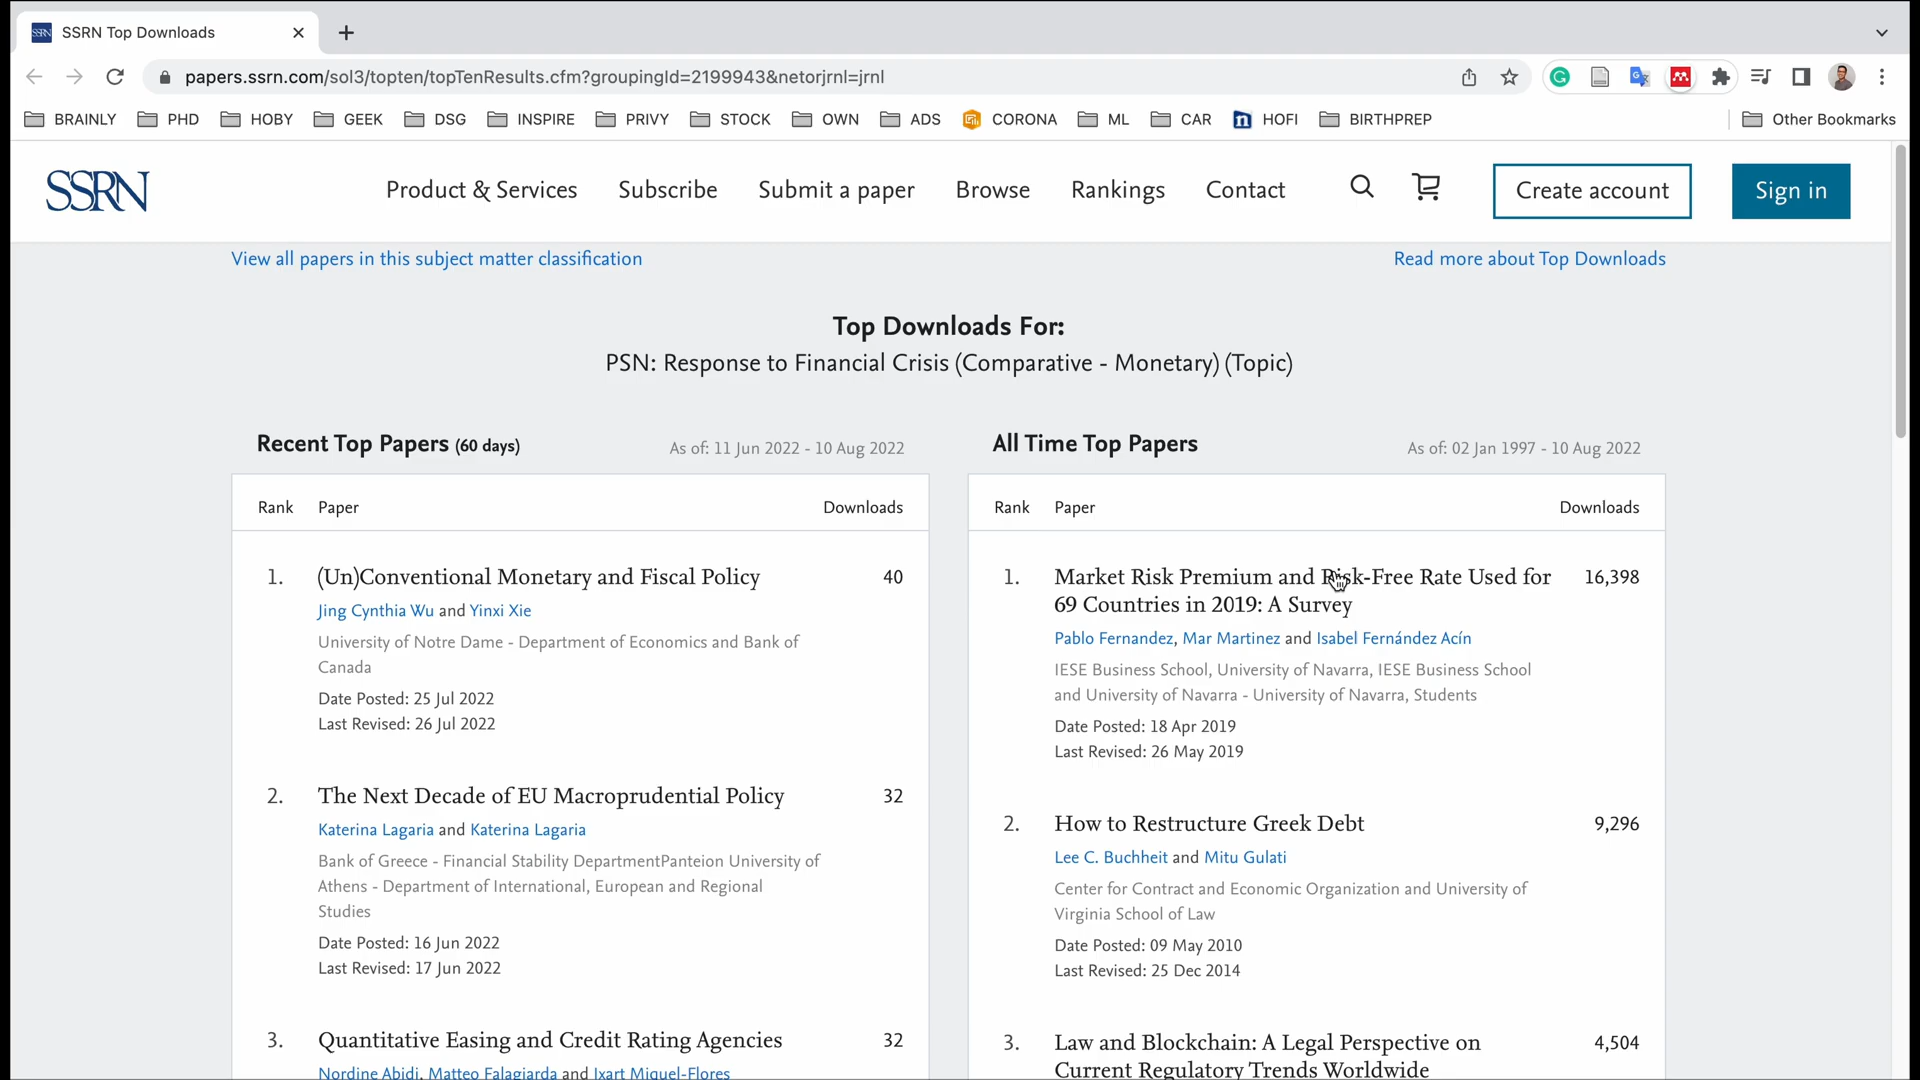 SSRN Top Downloads
papers.ssrn.com/sol3/topten/topTenResults.cfm?groupingId=2199943&netorjrnl=jrnl
BRAINLY PHD HOBY GEEK DSG INSPIRE PRIVY STOCK OWN ADS CORONA ML CAR HOFI BIRTHPREP Other Bookmarks
SSRN Product & Services Subscribe Submit a paper Browse Rankings Contact Create account Sign in
View all papers in this subject matter classification Read more about Top Downloads
Top Downloads For:
PSN: Response to Financial Crisis (Comparative - Monetary) (Topic)
Recent Top Papers (60 days) As of: 11 Jun 2022 - 10 Aug 2022
Rank Paper Downloads
1. (Un)Conventional Monetary and Fiscal Policy 40
Jing Cynthia Wu and Yinxi Xie
University of Notre Dame - Department of Economics and Bank of
Canada
Date Posted: 25 Jul 2022
Last Revised: 26 Jul 2022
2. The Next Decade of EU Macroprudential Policy 32
Katerina Lagaria and Katerina Lagaria
Bank of Greece - Financial Stability DepartmentPanteion University of
Athens - Department of International, European and Regional
Studies
Date Posted: 16 Jun 2022
Last Revised: 17 Jun 2022
3. Quantitative Easing and Credit Rating Agencies 32
Nordine Abidi, Matteo Falagiarda and Ixart Miquel-Flores
All Time Top Papers As of: 02 Jan 1997 - 10 Aug 2022
Rank Paper Downloads
1. Market Risk Premium and Risk-Free Rate Used for 16,398
69 Countries in 2019: A Survey
Pablo Fernandez, Mar Martinez and Isabel Fernández Acín
IESE Business School, University of Navarra, IESE Business School
and University of Navarra - University of Navarra, Students
Date Posted: 18 Apr 2019
Last Revised: 26 May 2019
2. How to Restructure Greek Debt 9,296
Lee C. Buchheit and Mitu Gulati
Center for Contract and Economic Organization and University of
Virginia School of Law
Date Posted: 09 May 2010
Last Revised: 25 Dec 2014
3. Law and Blockchain: A Legal Perspective on 4,504
Current Regulatory Trends Worldwide